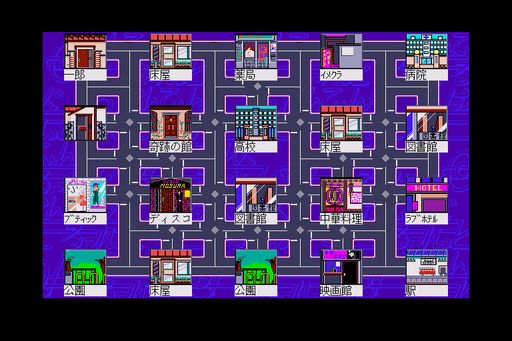 一郎
床屋
薬局
ｲﾒｸﾗ
病院
奇跡の館
高校
床屋
図書館
ﾌﾞﾃｨｯｸ
ディスコ
図書館
中華料理
ﾗﾌﾞﾎﾃﾙ
HOTEL
公園
床屋
公園
映画館
駅